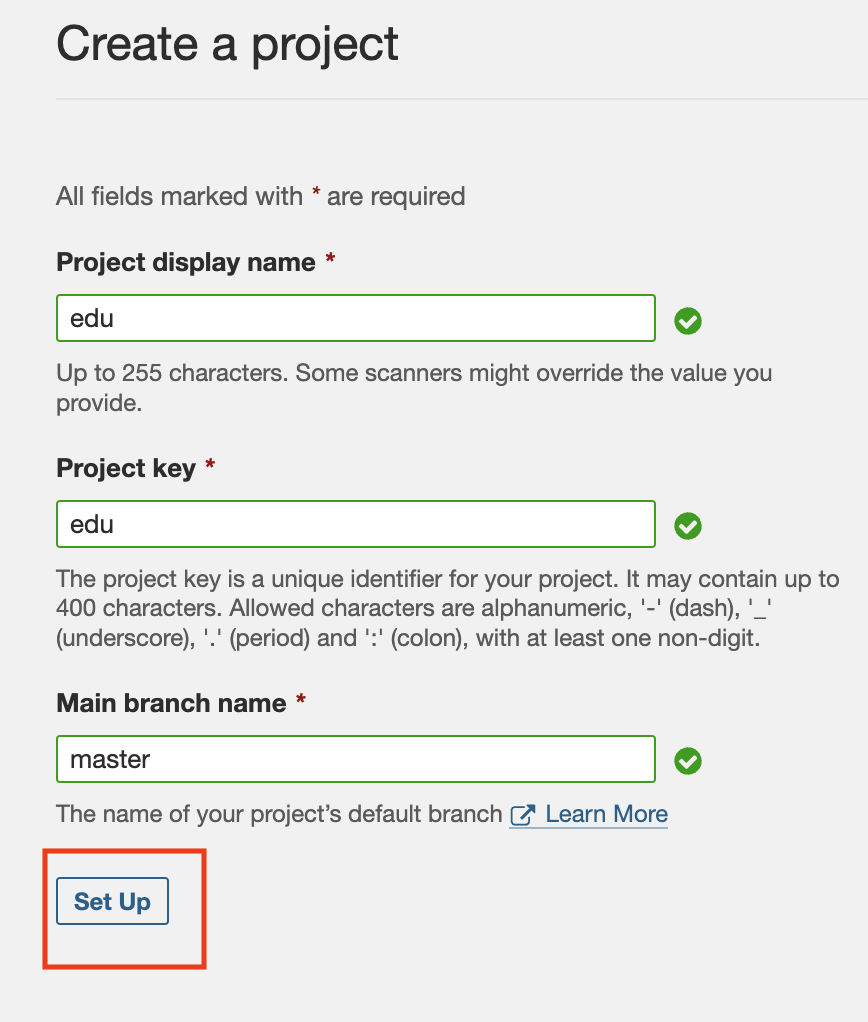 Create a project
All fields marked with * are required
Project display name *
edu
Up to 255 characters. Some scanners might override the value you
provide.
Project key *
edu
The project key is a unique identifier for your project. It may contain up to
400 characters. Allowed characters are alphanumeric, '-' (dash), '_'
(underscore), '.' (period) and ':' (colon), with at least one non-digit.
Main branch name *
master
The name of your project’s default branch Learn More
Set Up